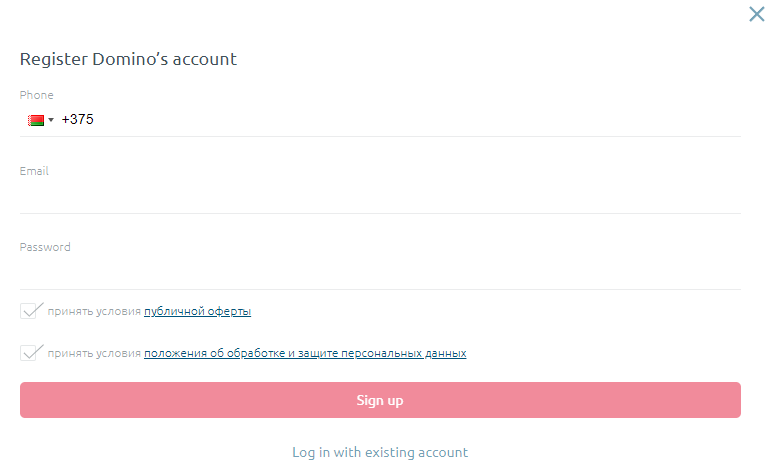 Register Domino’s account
Phone
+375
Email
Password
принять условия публичной оферты
принять условия положения об обработке и защите персональных данных
Sign up
Log in with existing account